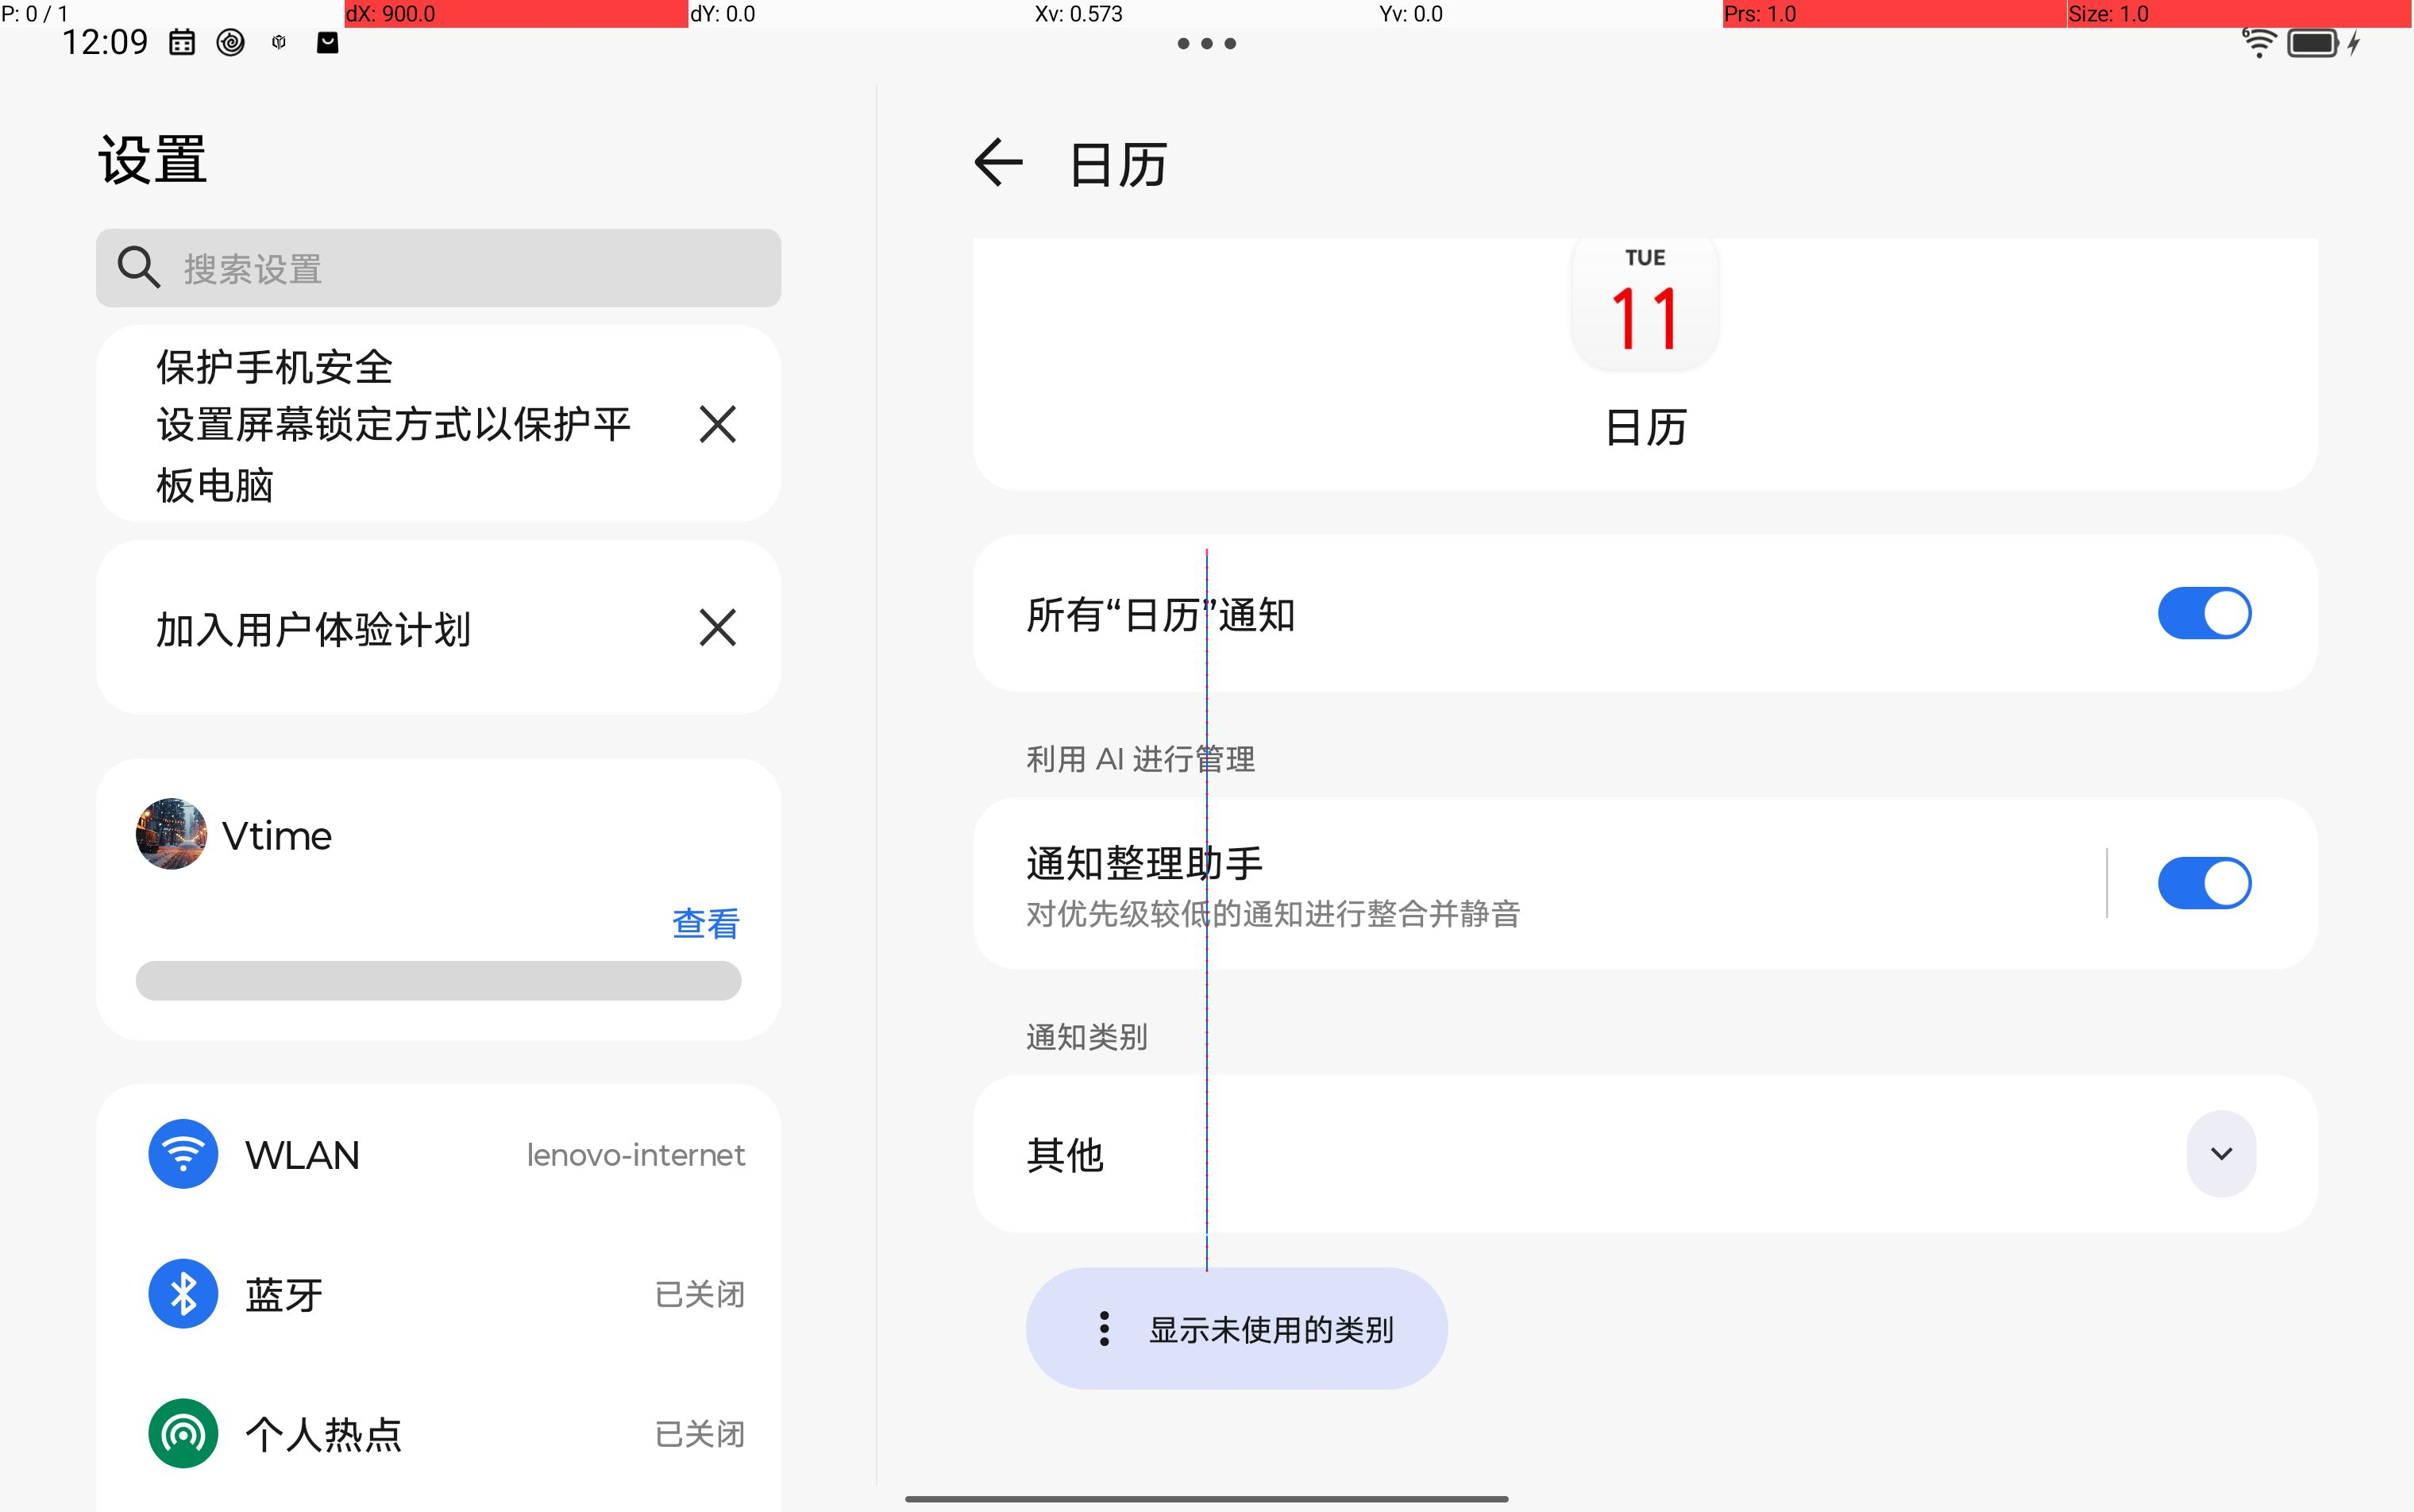 P: 0 / 1
dX: 900.0
dY: 0.0
Xv: 0.573
Yv: 0.0
Prs: 1.0
Size: 1.0
12:09
6
设置
搜索设置
保护手机安全
设置屏幕锁定方式以保护平
板电脑
加入用户体验计划
Vtime
查看
WLAN
lenovo-internet
蓝牙
已关闭
个人热点
已关闭
日历
TUE
11
日历
所有“日历”通知
利用 AI 进行管理
通知整理助手
对优先级较低的通知进行整合并静音
通知类别
其他
显示未使用的类别